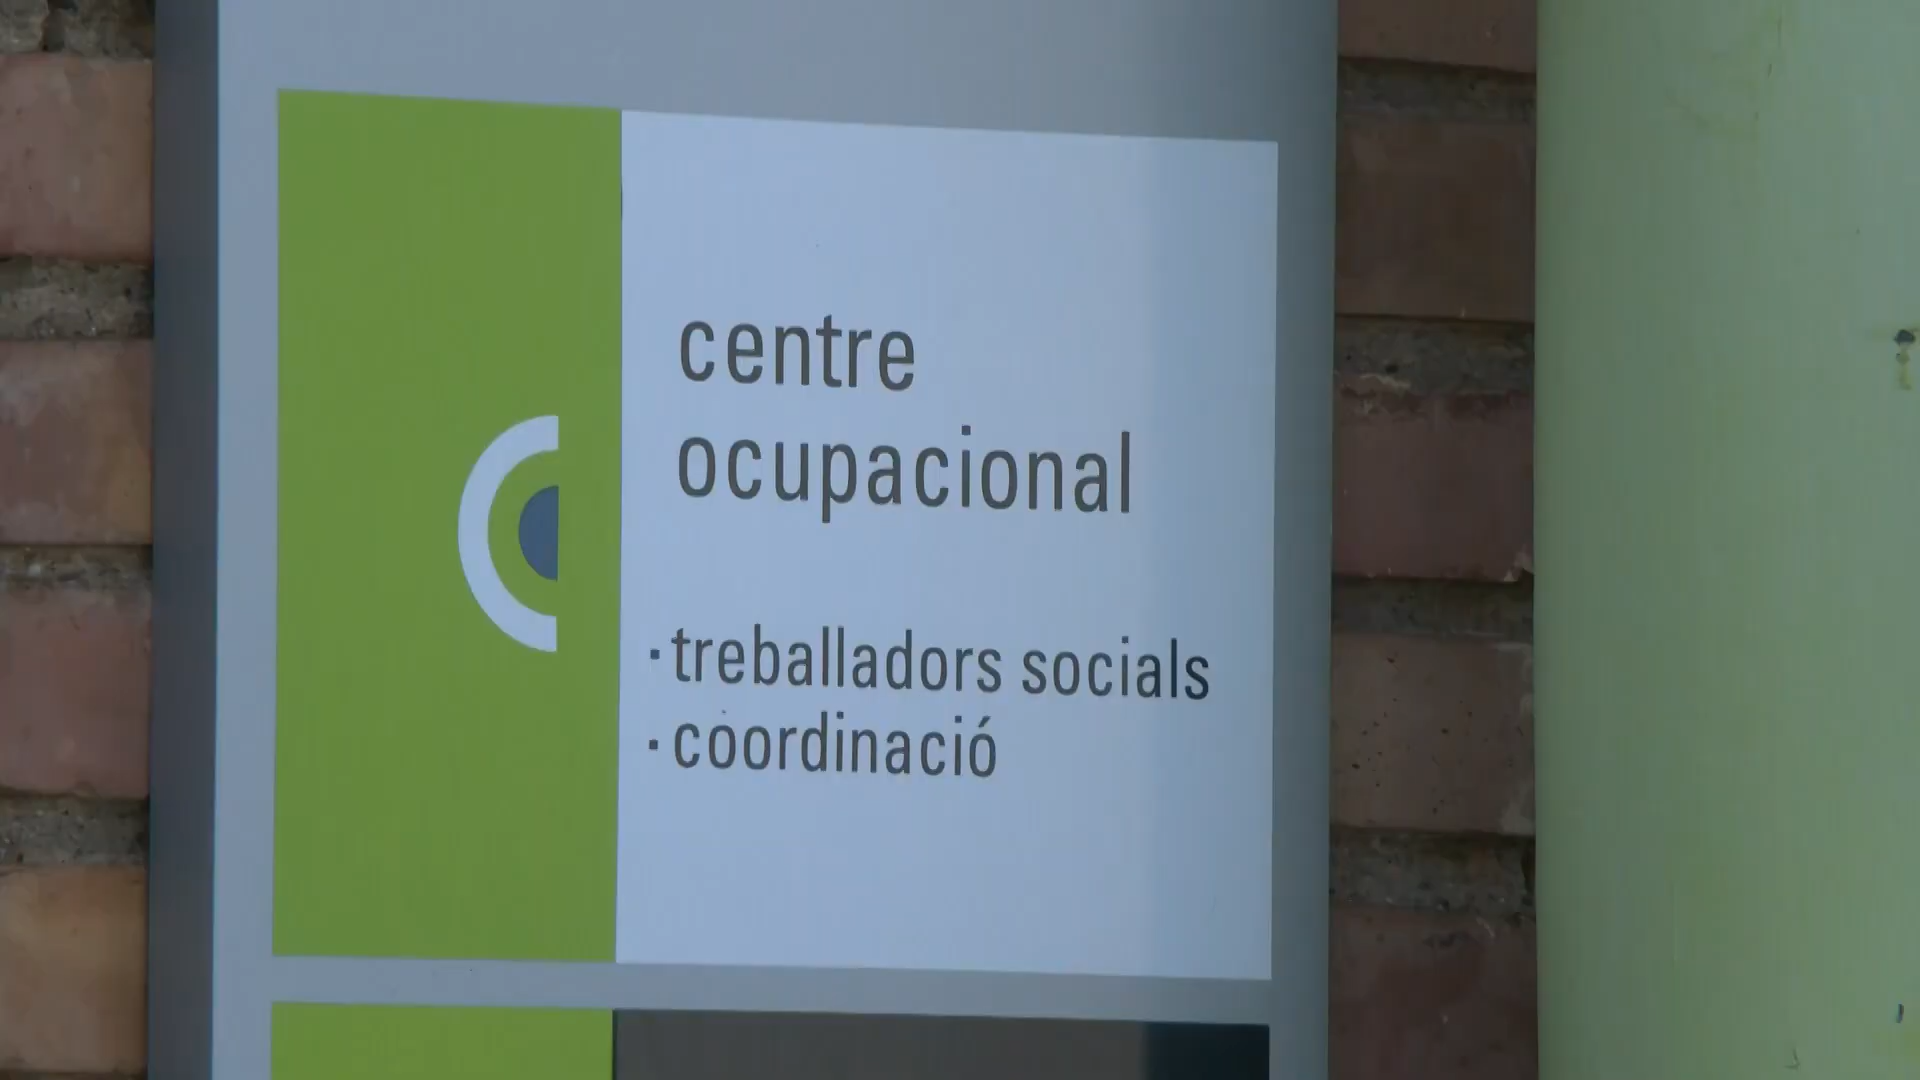 centre
ocupacional
· treballadors socials
· coordinació